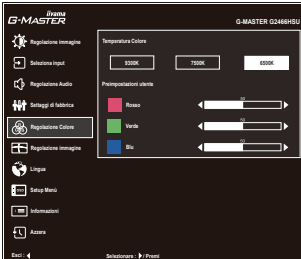 iiyama
G-MASTER
G-MASTER G2466HSU
Regolazione immagine
Seleziona input
Regolazione Audio
Settaggi di fabbrica
Regolazione Colore
Regolazione immagine
Lingua
Setup Menù
Informazioni
Azzera
Temperatura Colore
9300K 7500K 6500K
Preimpostazioni utente
Rosso 50
Verde 50
Blu 50
Esci : Selezionare : / Premi